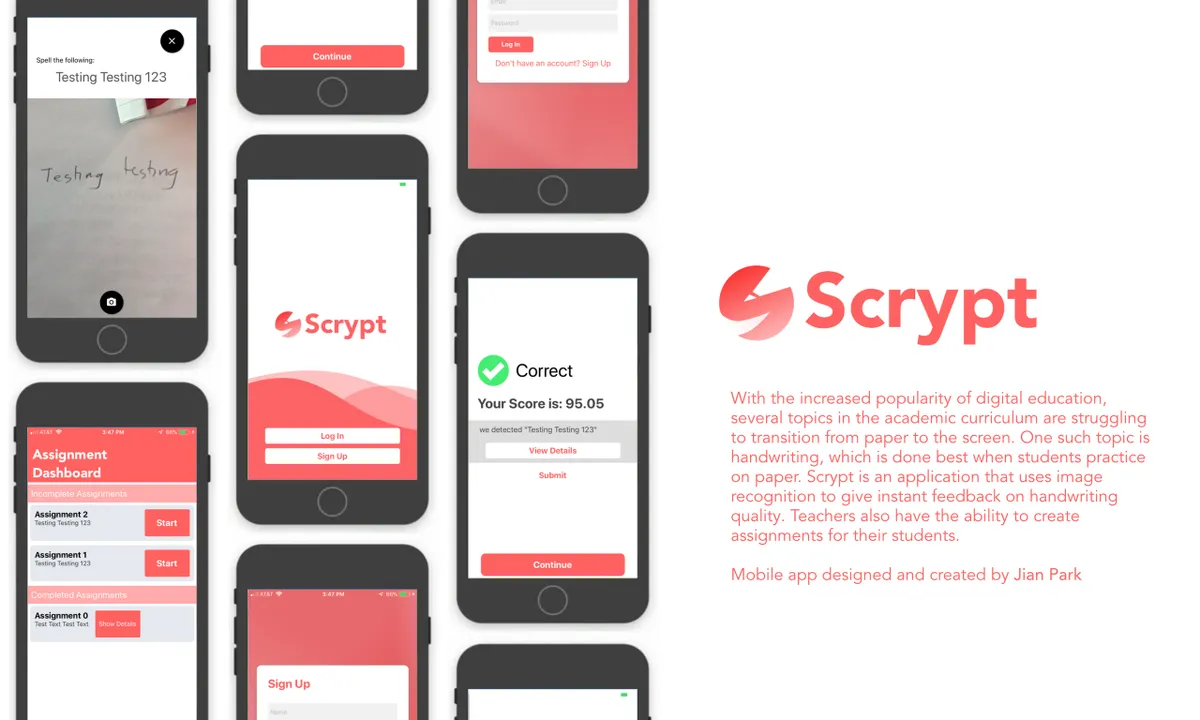 Spell the following:
Testing Testing 123
Testing testing
AT&T 3:47 PM 88%
Assignment
Dashboard
Incomplete Assignments
Assignment 2
Testing Testing 123
Start
Assignment 1
Testing Testing 123
Start
Completed Assignments
Assignment 0
Test Text Test Text
Show Details
Continue
Scrypt
Log In
Sign Up
AT&T 3:47 PM
Sign Up
Name
Email
Password
Log In
Don't have an account? Sign Up
Correct
Your Score is: 95.05
we detected "Testing Testing 123"
View Details
Submit
Continue
Scrypt
With the increased popularity of digital education,
several topics in the academic curriculum are struggling
to transition from paper to the screen. One such topic is
handwriting, which is done best when students practice
on paper. Scrypt is an application that uses image
recognition to give instant feedback on handwriting
quality. Teachers also have the ability to create
assignments for their students.
Mobile app designed and created by Jian Park